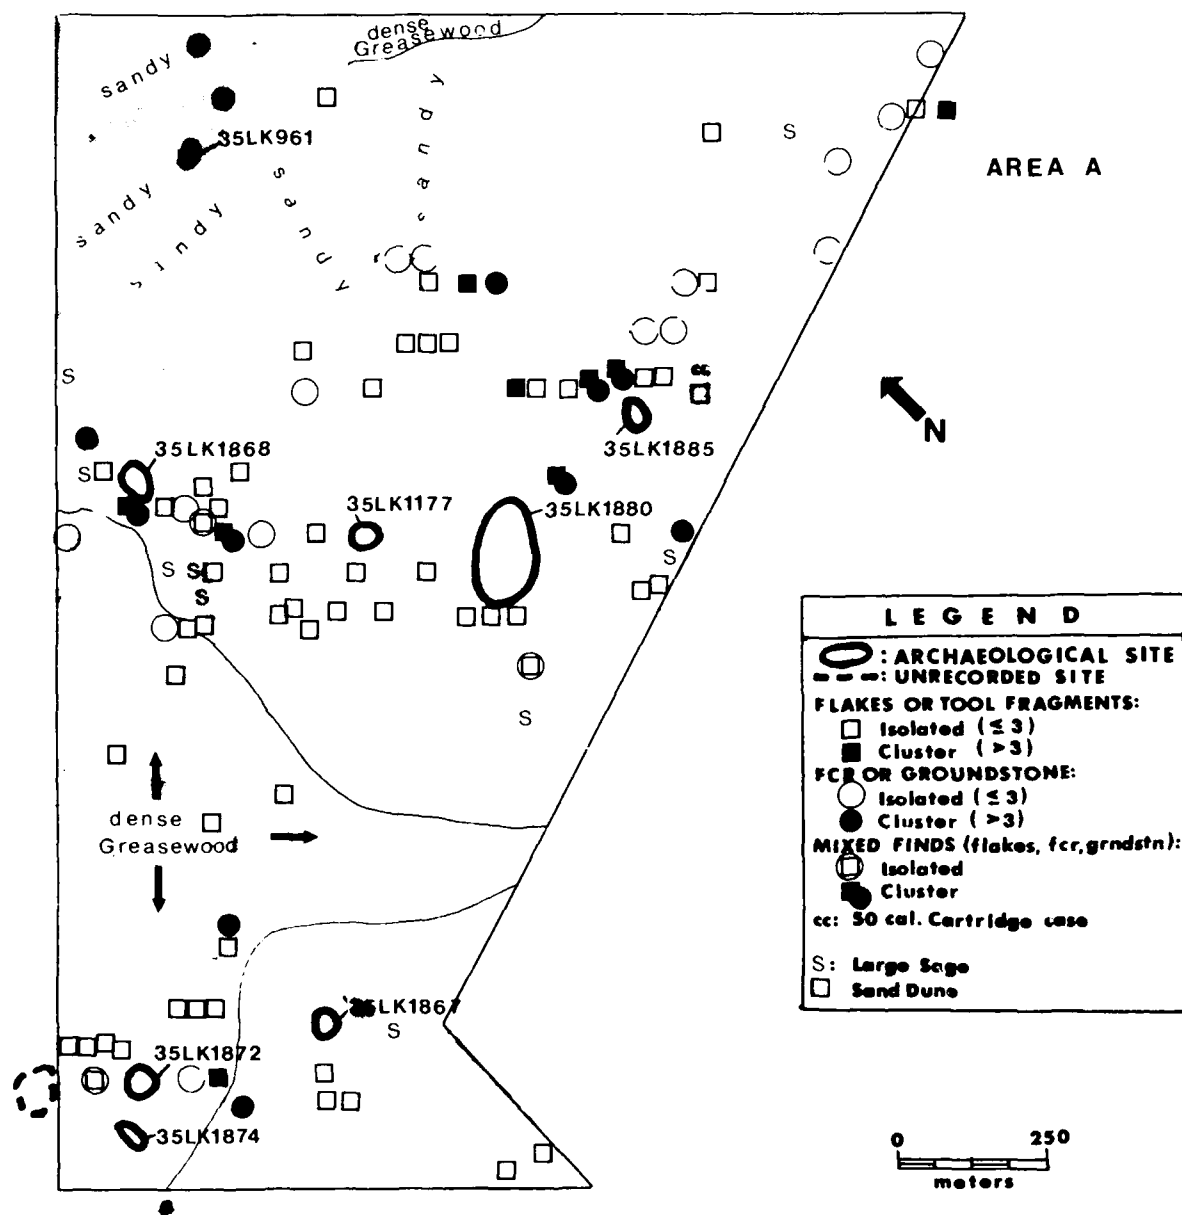 dense
Greasewood
sandy
sandy
35LK961
sandy
sandy
S
AREA A
S
cc
N
35LK1885
35LK1868
S
35LK1177
35LK1880
S
S
S
S
S
dense
Greasewood
35LK1867
S
35LK1872
35LK1874
LEGEND
: ARCHAEOLOGICAL SITE
: UNRECORDED SITE
FLAKES OR TOOL FRAGMENTS:
Isolated (≤ 3)
Cluster (> 3)
FCR OR GROUNDSTONE:
Isolated (≤ 3)
Cluster (> 3)
MIXED FINDS (flakes, fcr, grndstn):
Isolated
Cluster
cc: 50 cal. Cartridge case
S: Large Sage
Sand Dune
0 250
meters